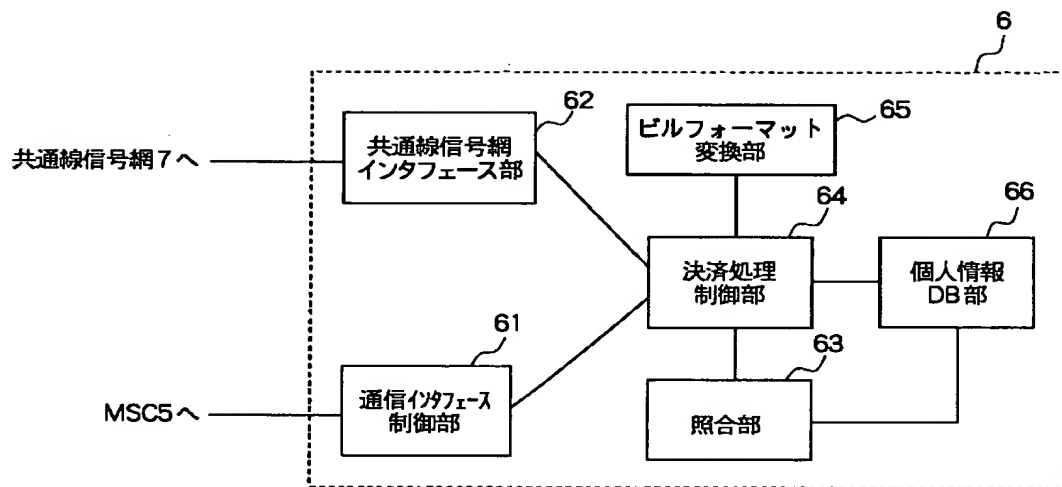 6
62
共通線信号網
インタフェース部
共通線信号網7へ
65
ビルフォーマット
変換部
64
決済処理
制御部
66
個人情報
DB部
61
通信インタフェース
制御部
MSC5へ
63
照合部